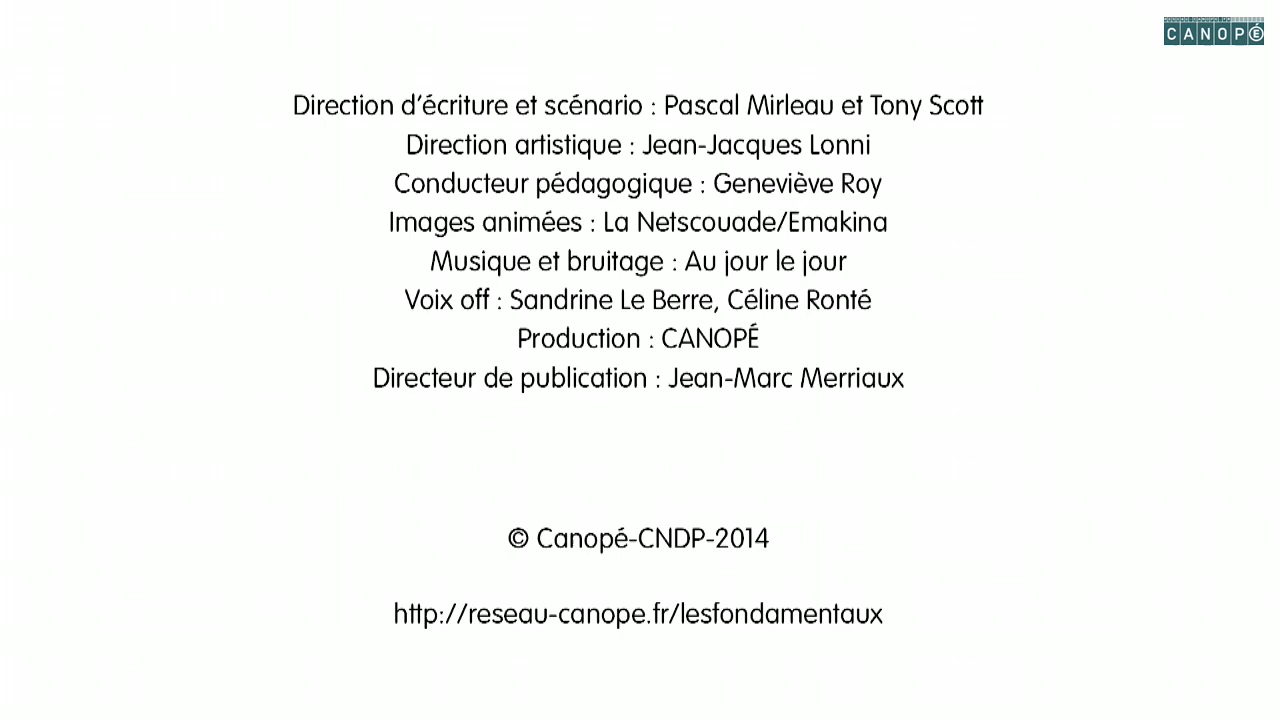 CANOPÉ
Direction d'écriture et scénario : Pascal Mirleau et Tony Scott
Direction artistique : Jean-Jacques Lonni
Conducteur pédagogique : Geneviève Roy
Images animées : La Netscouade/Emakina
Musique et bruitage : Au jour le jour
Voix off : Sandrine Le Berre, Céline Ronté
Production : CANOPÉ
Directeur de publication : Jean-Marc Merriaux
© Canopé-CNDP-2014
http://reseau-canope.fr/lesfondamentaux